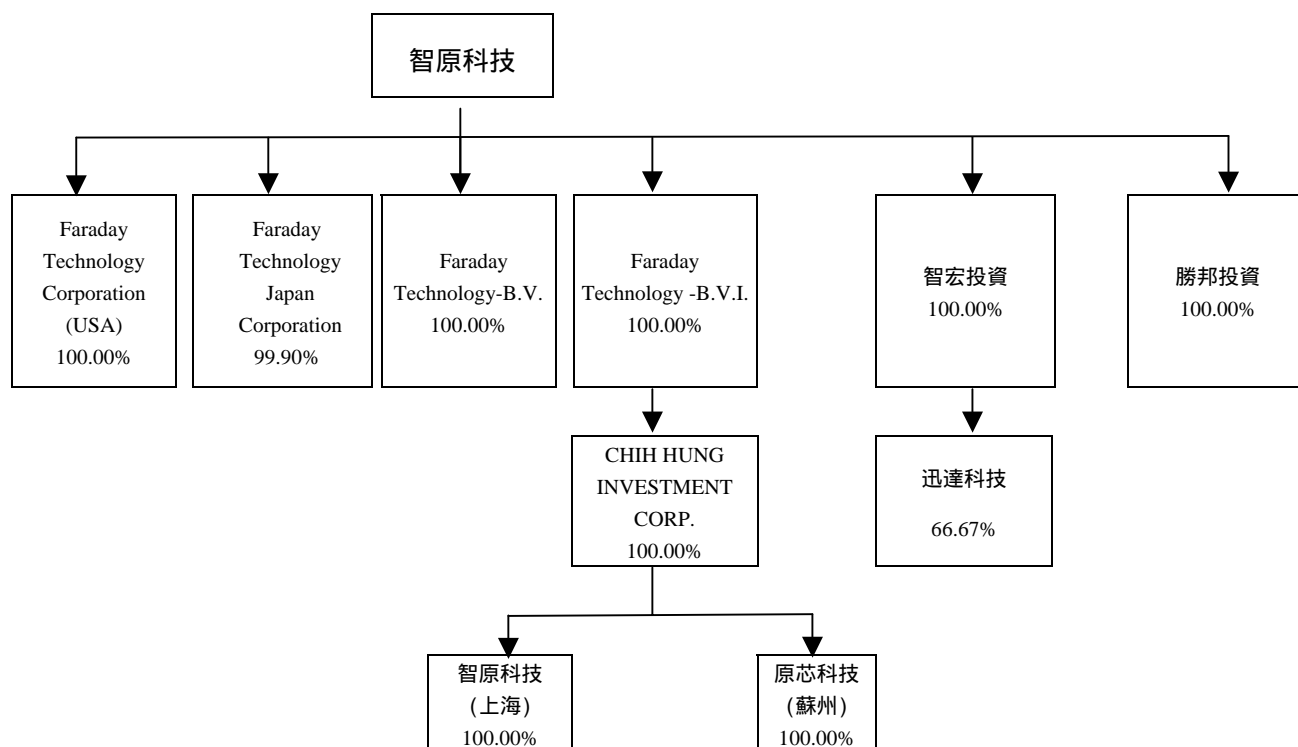 智原科技
Faraday
Technology
Corporation
(USA)
100.00%
Faraday
Technology
Japan
Corporation
99.90%
Faraday
Technology-B.V.
100.00%
Faraday
Technology -B.V.I.
100.00%
智宏投資
100.00%
勝邦投資
100.00%
CHIH HUNG
INVESTMENT
CORP.
100.00%
迅達科技
66.67%
智原科技
(上海)
100.00%
原芯科技
(蘇州)
100.00%